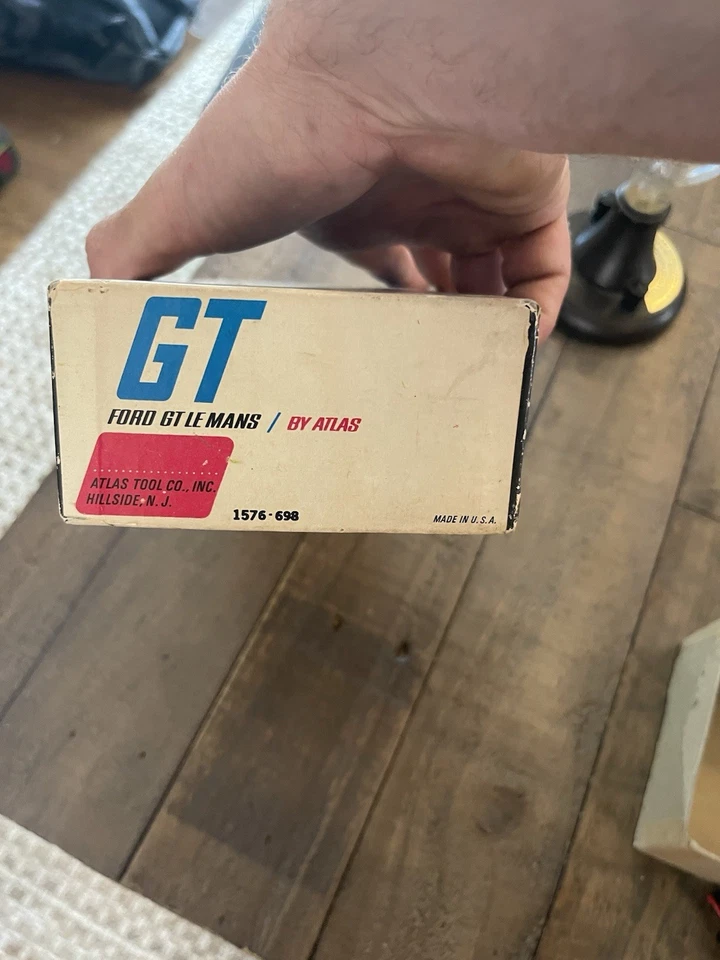 GT
FORD GT LE MANS / BY ATLAS
ATLAS TOOL CO., INC.
HILLSIDE, N. J.
1576-698
MADE IN U.S.A.